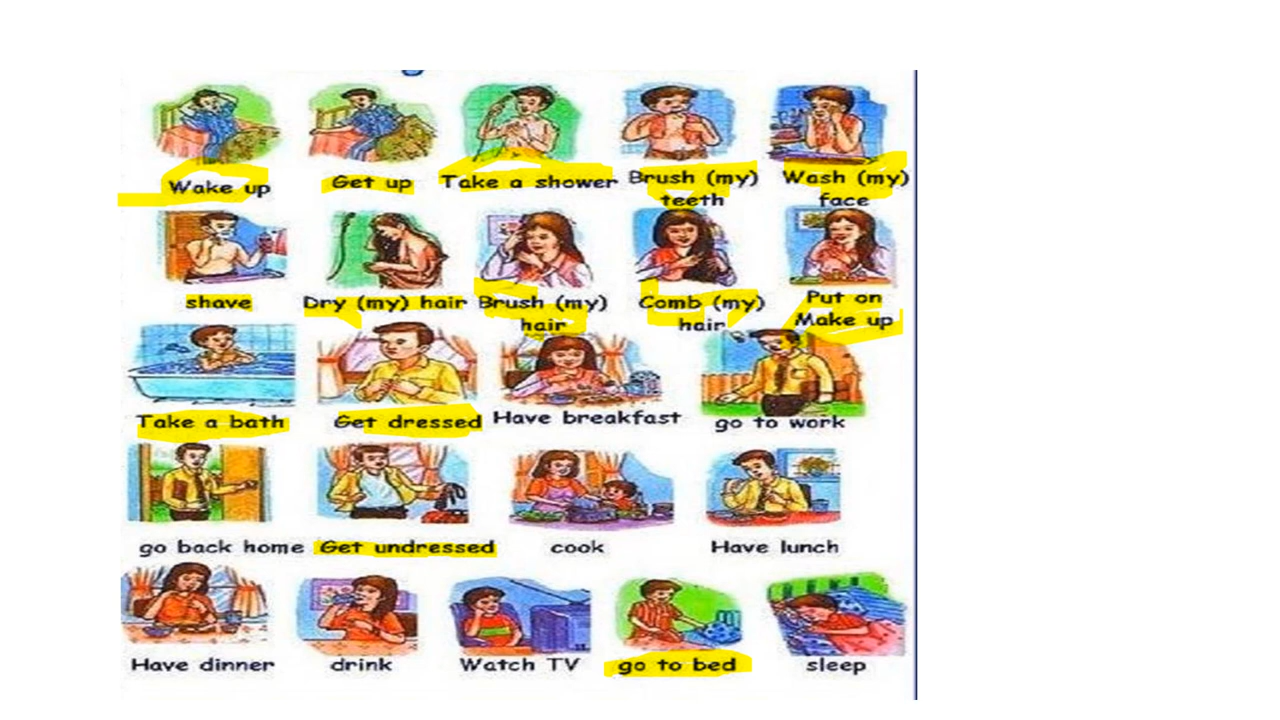 Wake up
Get up
Take a shower
Brush (my)
teeth
Wash (my)
face
shave
Dry (my) hair
Brush (my)
hair
Comb (my)
hair
Put on
Make up
Take a bath
Get dressed
Have breakfast
go to work
go back home
Get undressed
cook
Have lunch
Have dinner
drink
Watch TV
go to bed
sleep